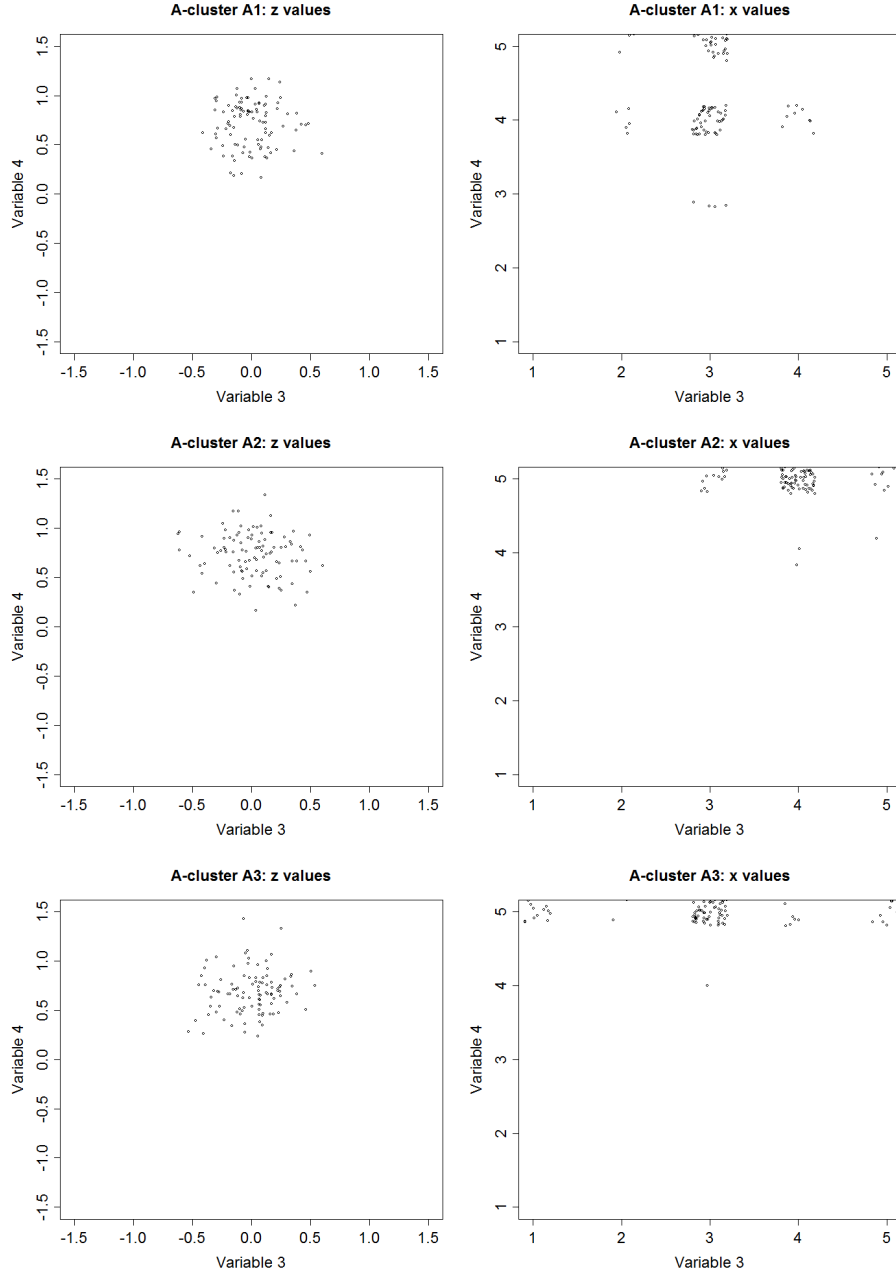 A-cluster A1: z values
Variable 4
1.5
1.0
0.5
0.0
-0.5
-1.0
-1.5
-1.5 -1.0 -0.5 0.0 0.5 1.0 1.5
Variable 3
A-cluster A1: x values
Variable 4
5
4
3
2
1
1 2 3 4 5
Variable 3
A-cluster A2: z values
Variable 4
1.5
1.0
0.5
0.0
-0.5
-1.0
-1.5
-1.5 -1.0 -0.5 0.0 0.5 1.0 1.5
Variable 3
A-cluster A2: x values
Variable 4
5
4
3
2
1
1 2 3 4 5
Variable 3
A-cluster A3: z values
Variable 4
1.5
1.0
0.5
0.0
-0.5
-1.0
-1.5
-1.5 -1.0 -0.5 0.0 0.5 1.0 1.5
Variable 3
A-cluster A3: x values
Variable 4
5
4
3
2
1
1 2 3 4 5
Variable 3